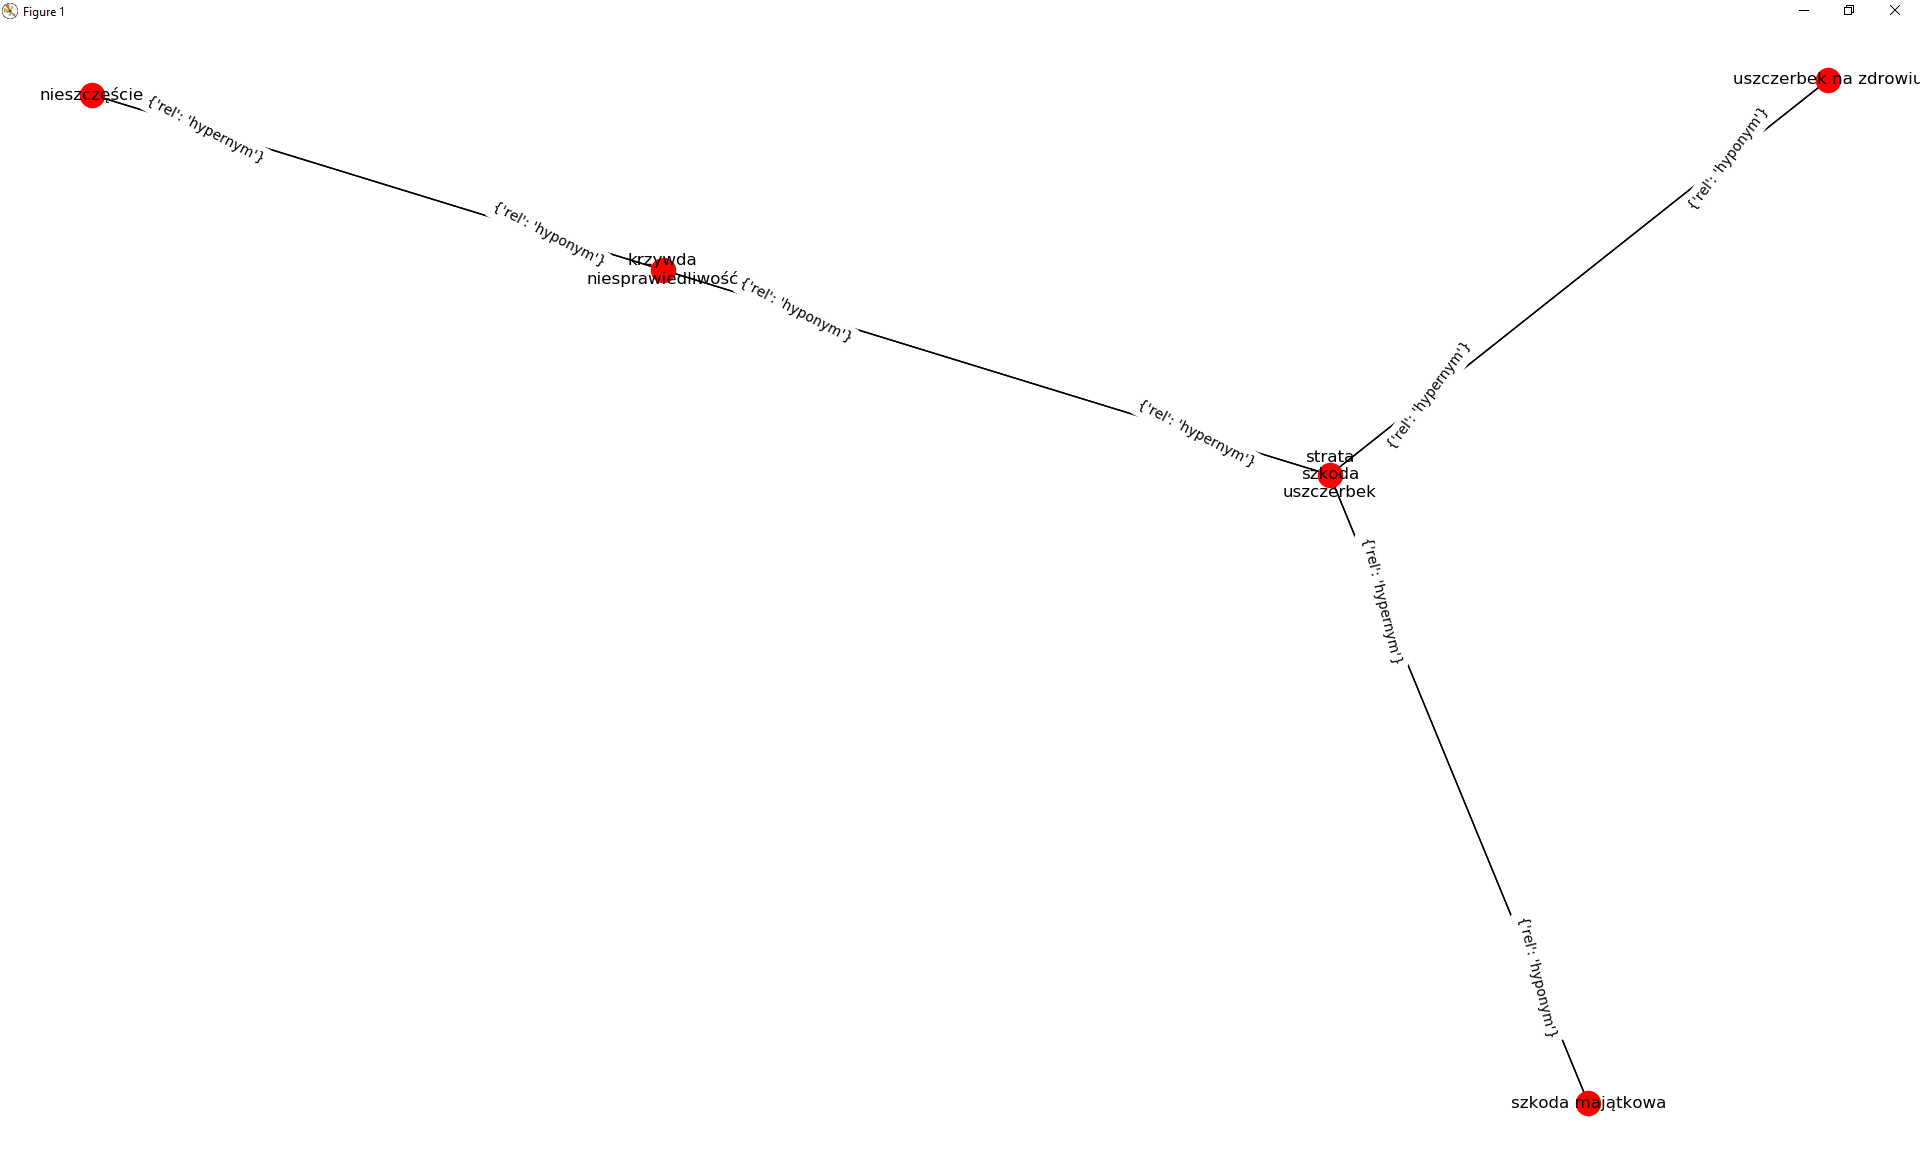 Figure 1
uszczerbek na zdrowiu
nieszczęście
{'rel': 'hypernym'}
{'rel': 'hyponym'}
{'rel': 'hyponym'}
krzywda
niesprawiedliwość
{'rel': 'hyponym'}
{'rel': 'hypernym'}
{'rel': 'hypernym'}
strata
szkoda
uszczerbek
{'rel': 'hypernym'}
{'rel': 'hyponym'}
szkoda majątkowa